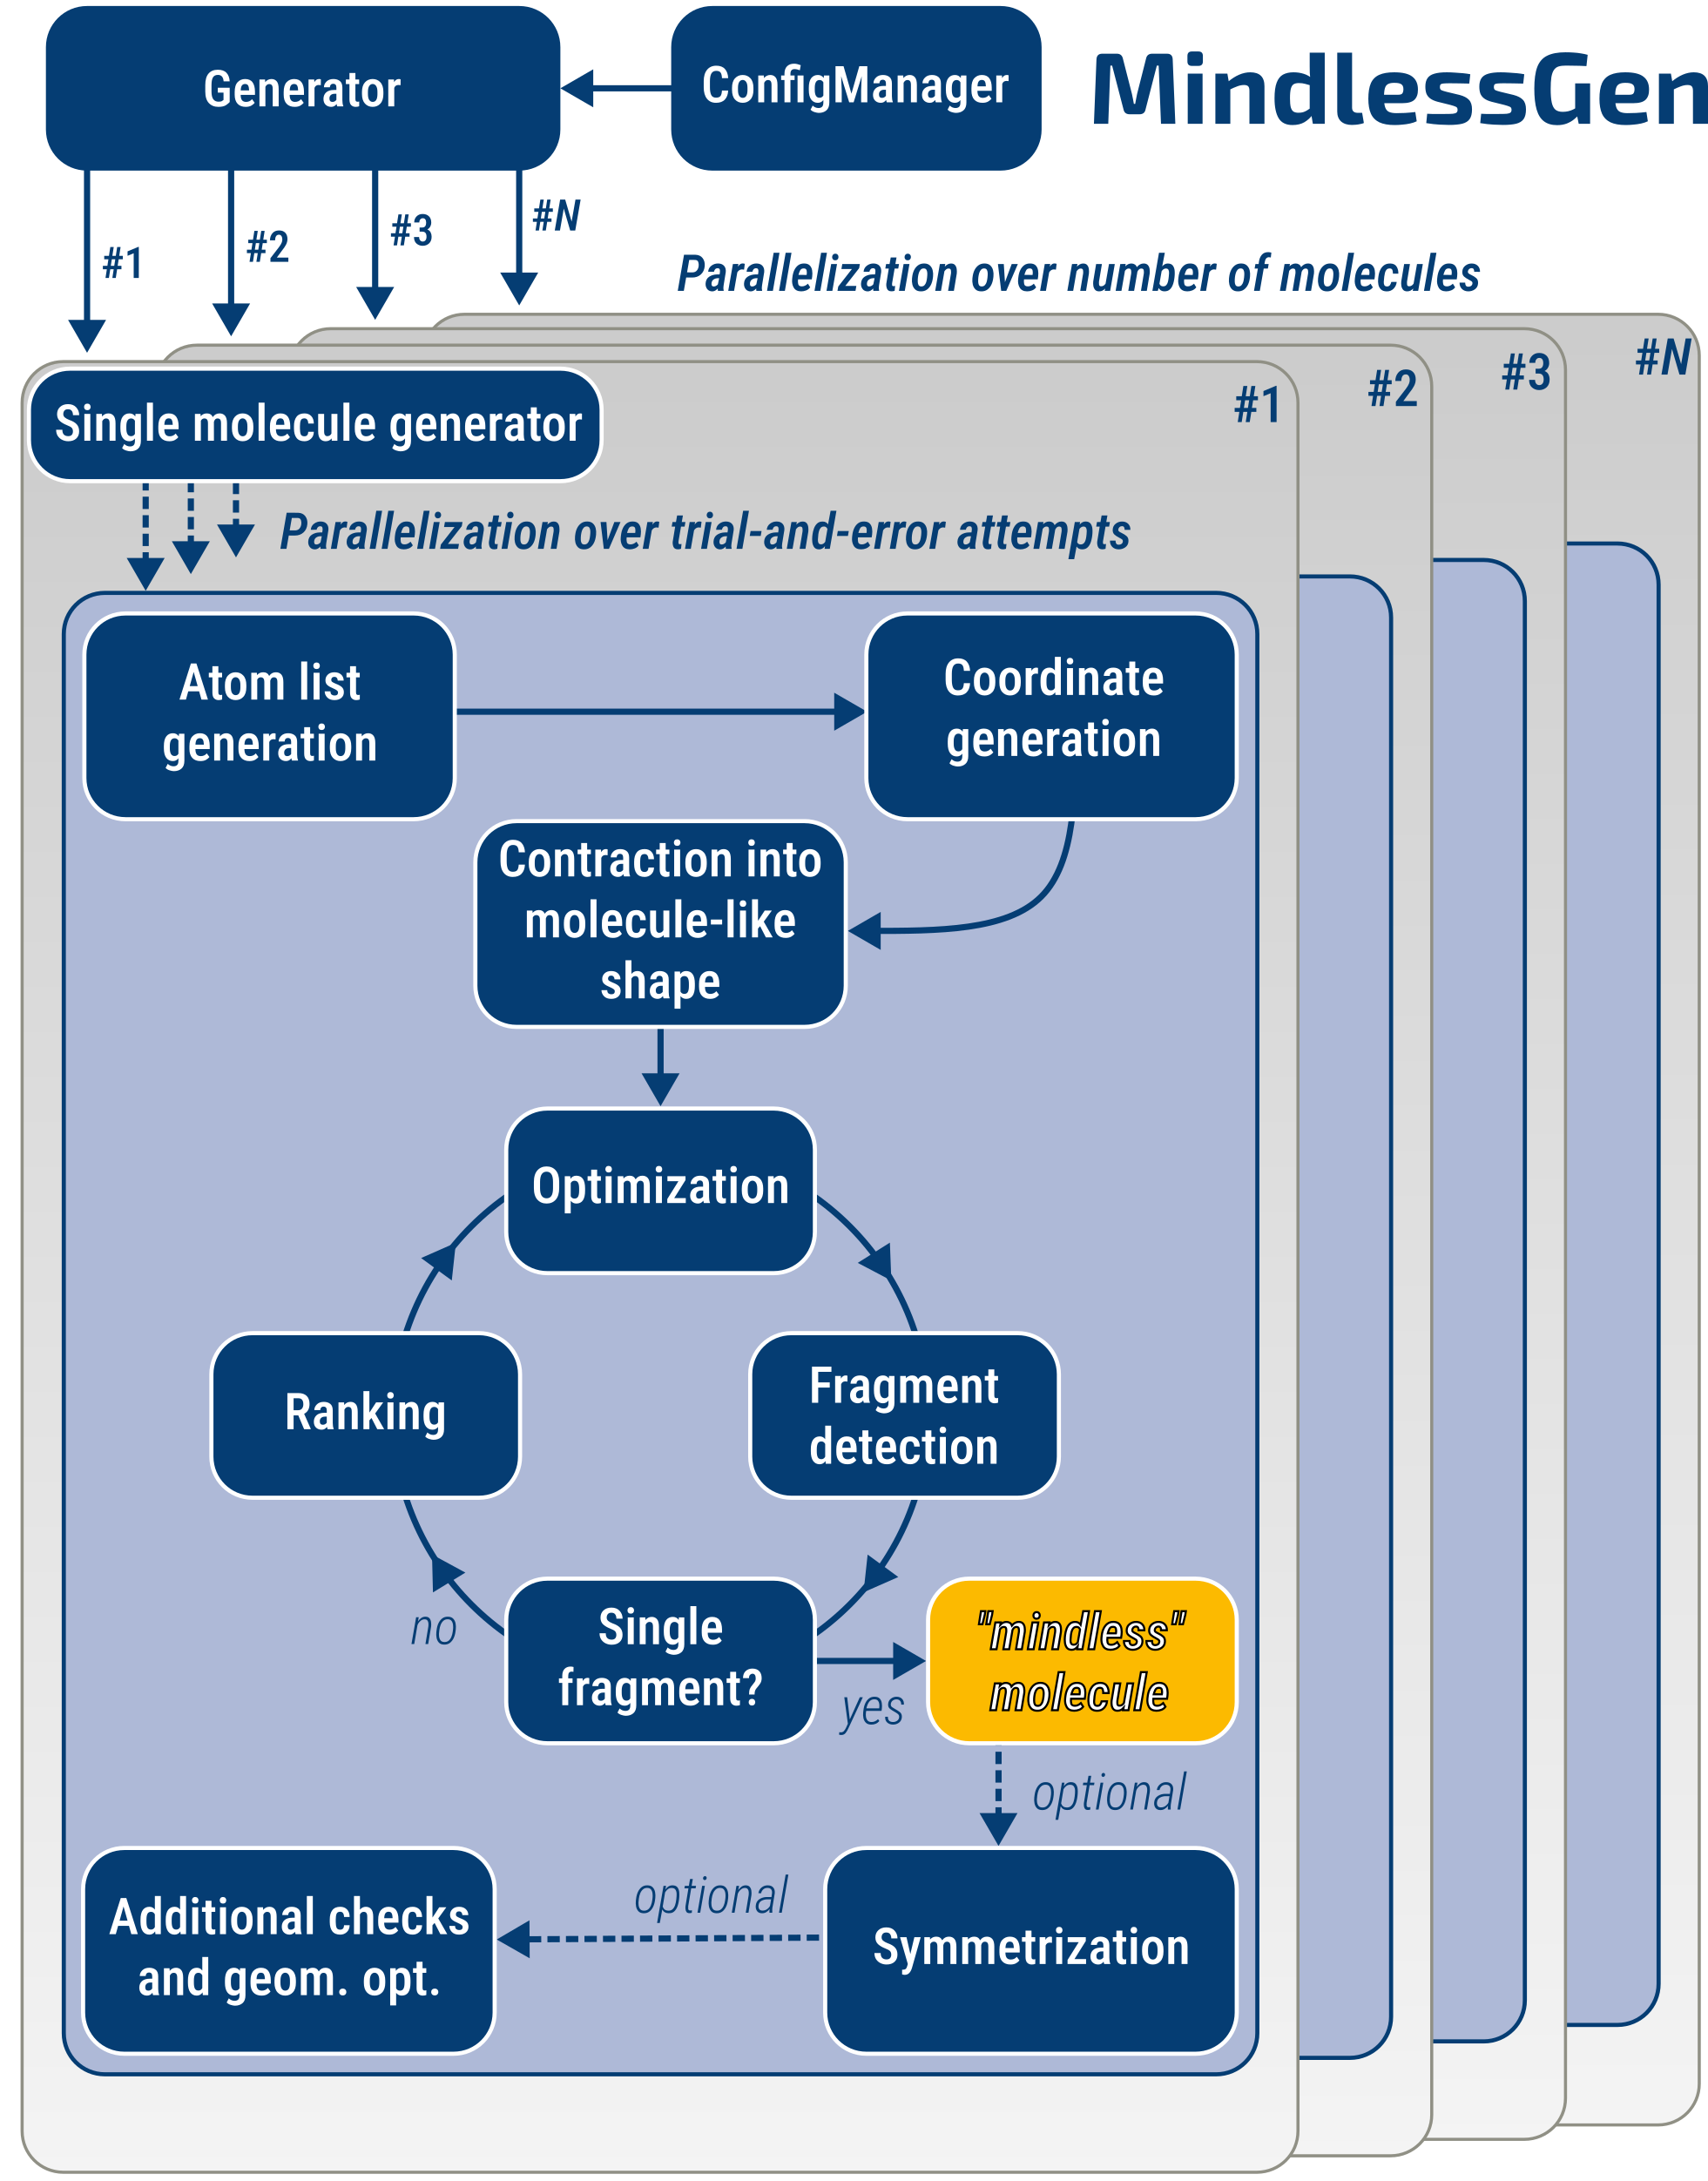 Generator
ConfigManager
MindlessGen
#1
#2
#3
#N
Parallelization over number of molecules
#1
#2
#3
#N
Single molecule generator
Parallelization over trial-and-error attempts
Atom list
generation
Coordinate
generation
Contraction into
molecule-like
shape
Optimization
Ranking
Fragment
detection
no
Single
fragment?
yes
"mindless"
molecule
optional
Additional checks
and geom. opt.
optional
Symmetrization